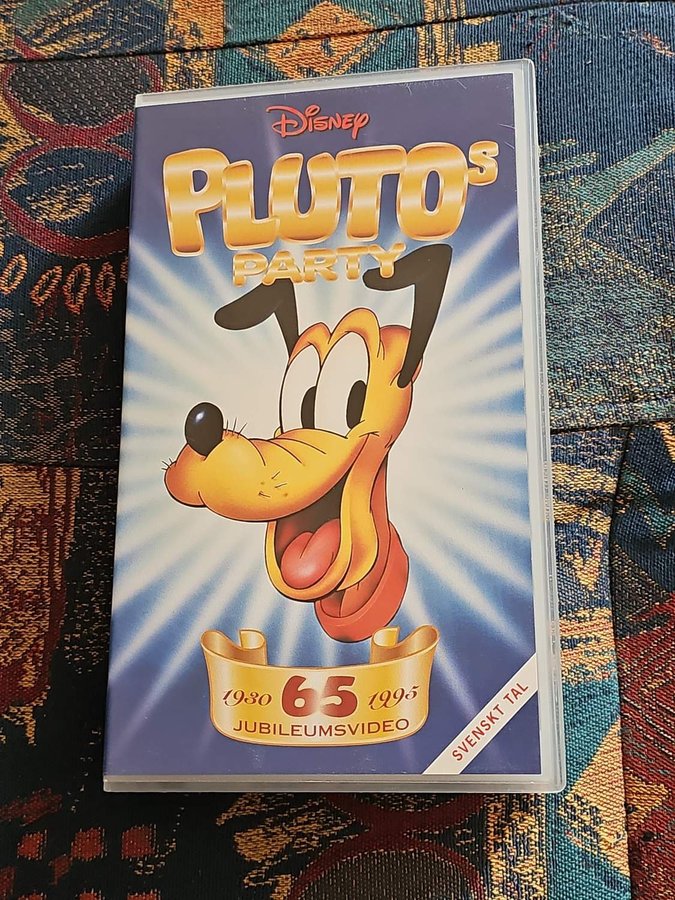 Disney
PLUTOs
PARTY
1930 65 1995
JUBILEUMSVIDEO
SVENSKT TAL